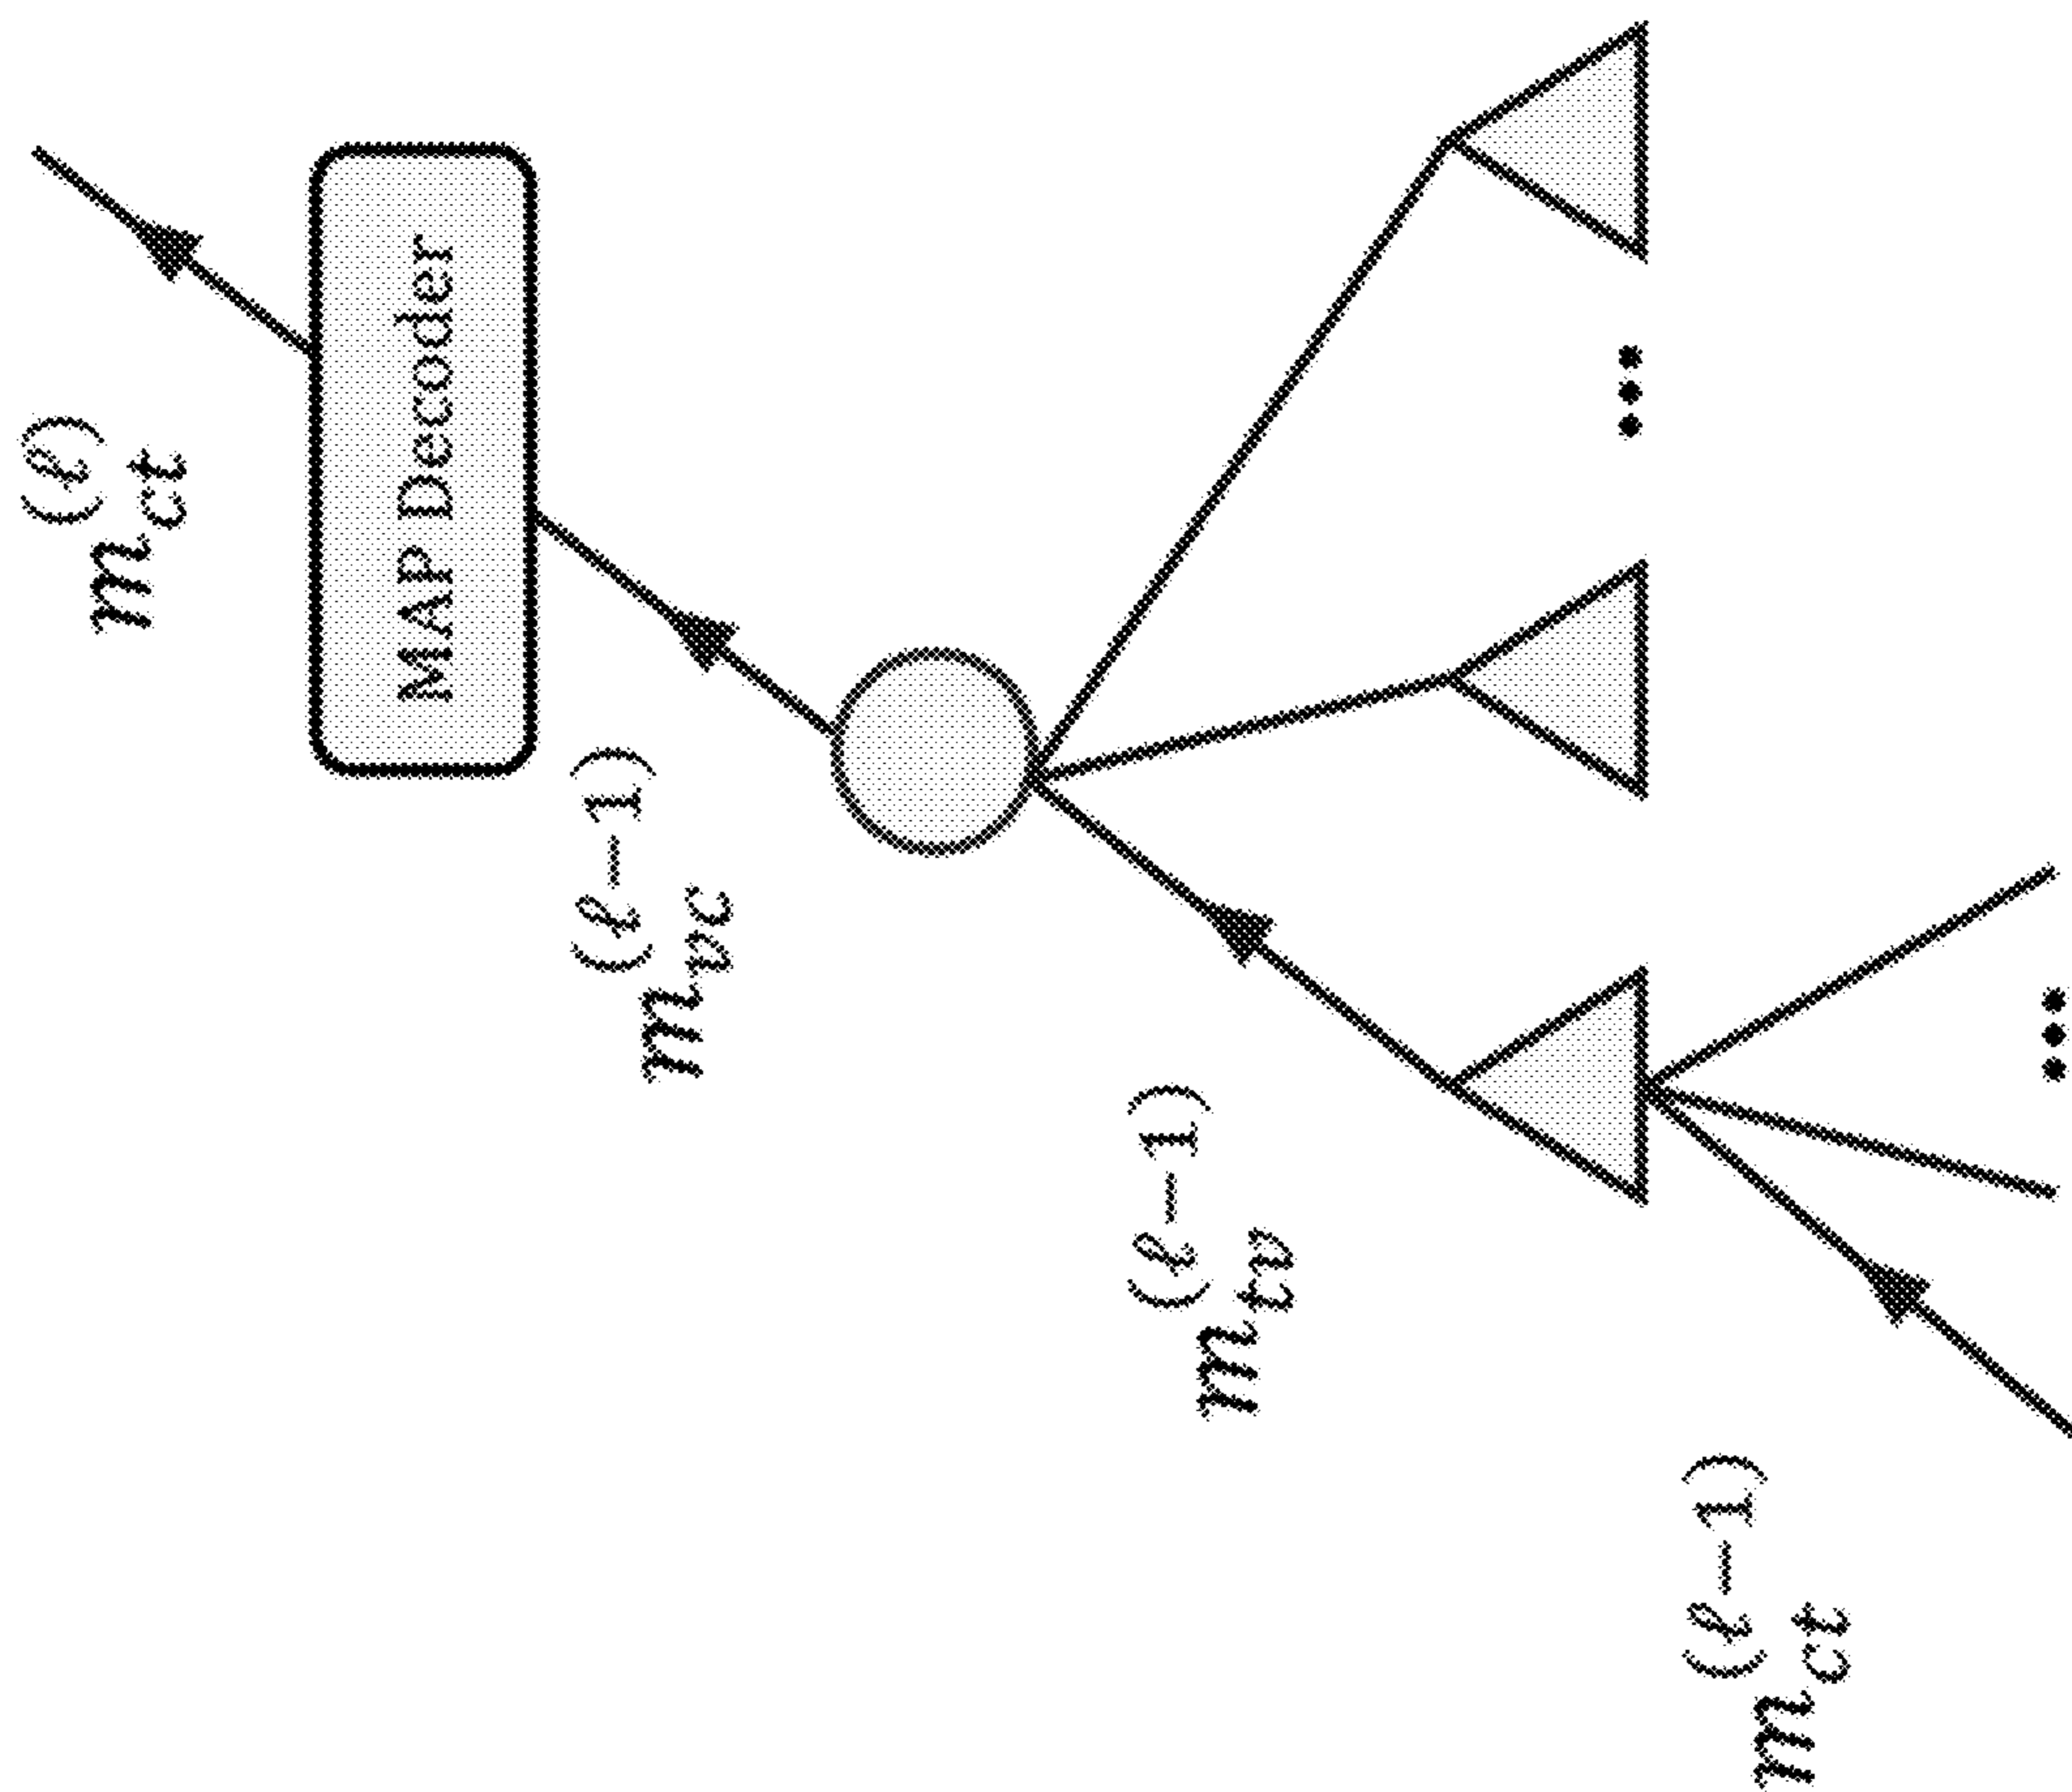 m_{ct}^{(ℓ)}
MAP Decoder
m_{vc}^{(ℓ−1)}
m_{tv}^{(ℓ−1)}
m_{ct}^{(ℓ−1)}